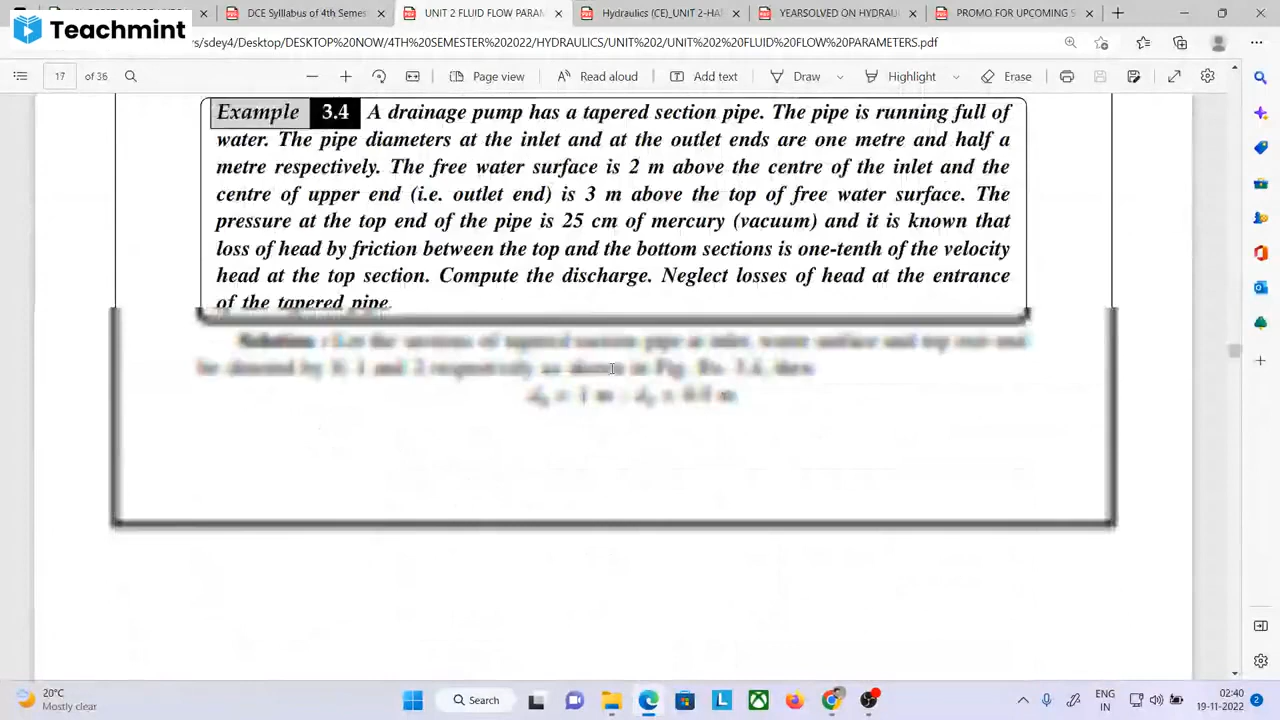 DCE Syllabus of 4th Semes
UNIT 2 FLUID FLOW PARAM
Hydraulics (CE) UNIT 2-Hyd
PROMO FOR UPCOMING S
Teachmint
s/sdey4/Desktop/DESKTOP%20NOW/4TH%20SEMESTER%202022/HYDRAULICS/UNIT%202/UNIT%202%20FLUID%20FLOW%20PARAMETERS.pdf
17 of 36
Page view
Read aloud
Add text
Draw
Highlight
Erase
Example 3.4 A drainage pump has a tapered section pipe. The pipe is running full of
water. The pipe diameters at the inlet and at the outlet ends are one metre and half a
metre respectively. The free water surface is 2 m above the centre of the inlet and the
centre of upper end (i.e. outlet end) is 3 m above the top of free water surface. The
pressure at the top end of the pipe is 25 cm of mercury (vacuum) and it is known that
loss of head by friction between the top and the bottom sections is one-tenth of the velocity
head at the top section. Compute the discharge. Neglect losses of head at the entrance
of the tapered pipe.
20°C
Mostly clear
Search
ENG
IN
02:40
19-11-2022